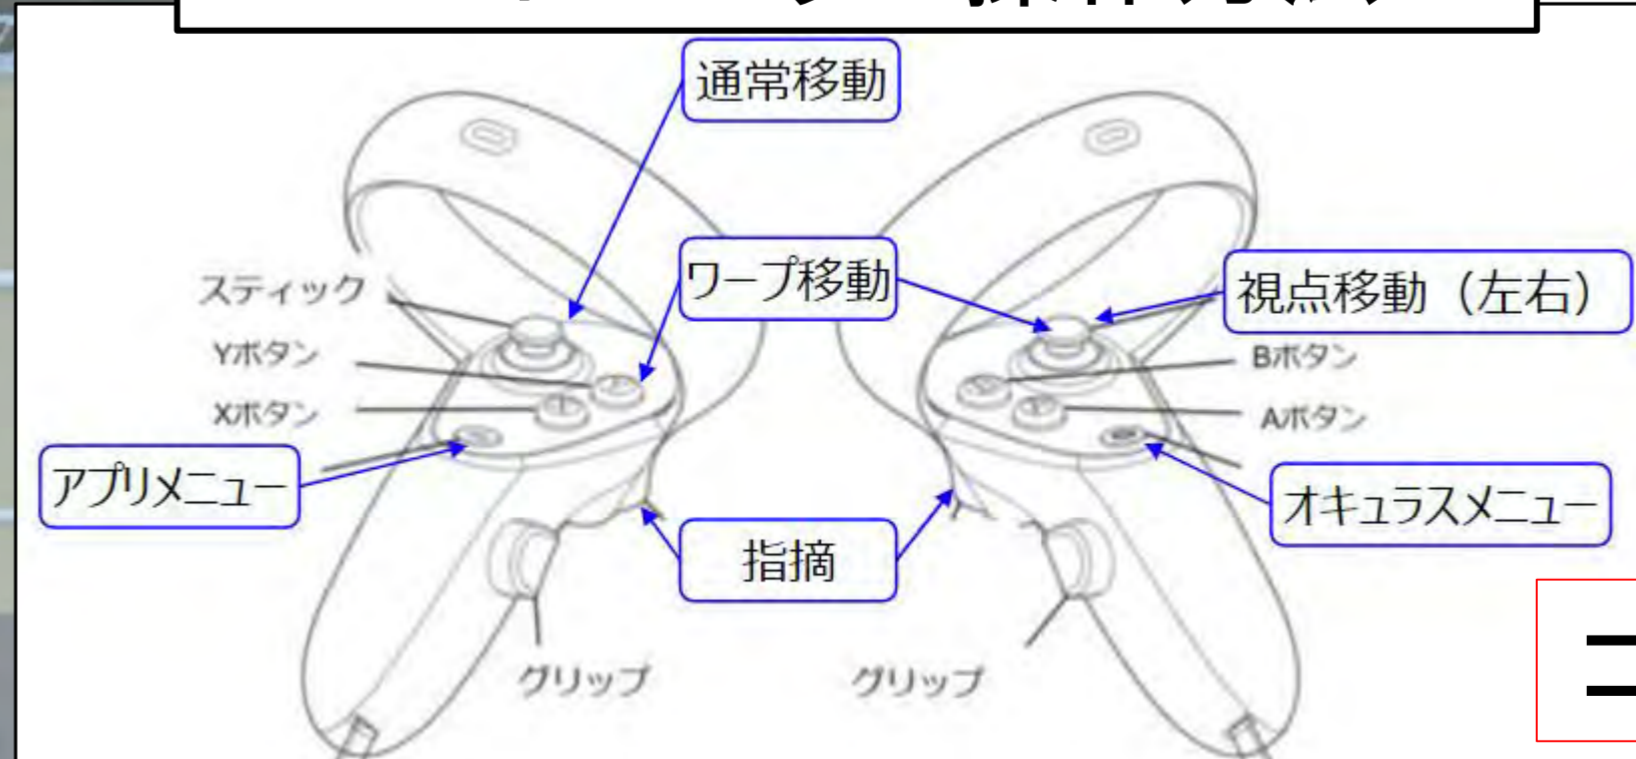 通常移動
ワープ移動
視点移動（左右）
スティック
Yボタン
Xボタン
Bボタン
Aボタン
アプリメニュー
オキュラスメニュー
指摘
グリップ
グリップ